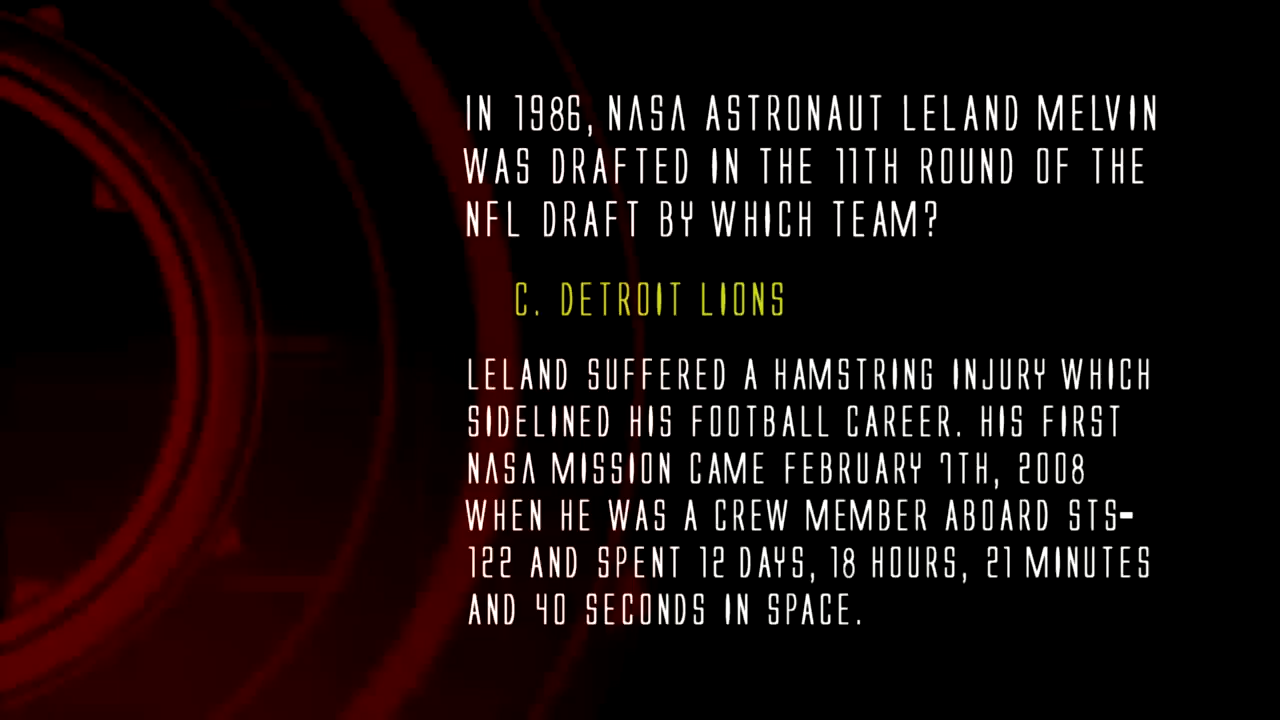 IN 1986, NASA ASTRONAUT LELAND MELVIN
WAS DRAFTED IN THE 11TH ROUND OF THE
NFL DRAFT BY WHICH TEAM?
C. DETROIT LIONS
LELAND SUFFERED A HAMSTRING INJURY WHICH
SIDELINED HIS FOOTBALL CAREER. HIS FIRST
NASA MISSION CAME FEBRUARY 7TH, 2008
WHEN HE WAS A CREW MEMBER ABOARD STS-
122 AND SPENT 12 DAYS, 18 HOURS, 21 MINUTES
AND 40 SECONDS IN SPACE.